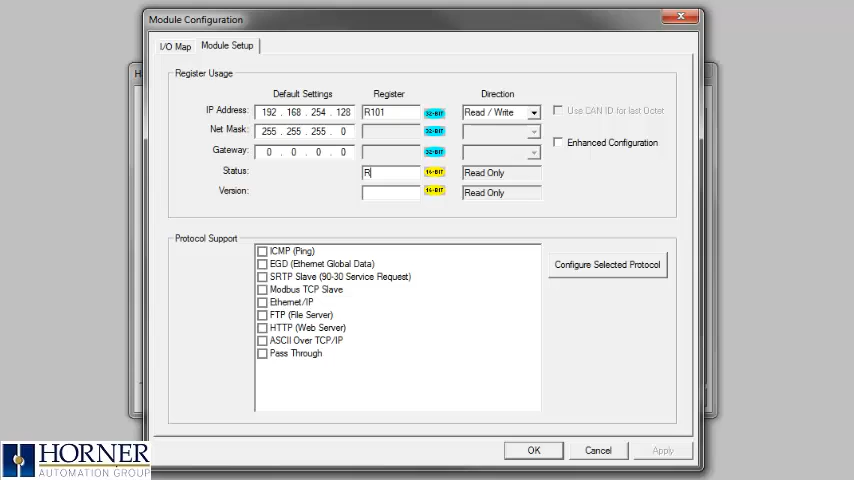 Module Configuration
X
I/O Map Module Setup
Register Usage
Default Settings Register Direction
IP Address: 192 . 168 . 254 . 128 R101 32-BIT Read / Write Use CAN ID for last Octet
Net Mask: 255 . 255 . 255 . 0 32-BIT
Enhanced Configuration
Gateway: 0 . 0 . 0 . 0 32-BIT
Status: R 16-BIT Read Only
Version: 16-BIT Read Only
Protocol Support
ICMP (Ping)
EGD (Ethernet Global Data)
SRTP Slave (90-30 Service Request)
Modbus TCP Slave
Ethernet/IP
FTP (File Server)
HTTP (Web Server)
ASCII Over TCP/IP
Pass Through
Configure Selected Protocol
OK Cancel Apply
HORNER
AUTOMATION GROUP